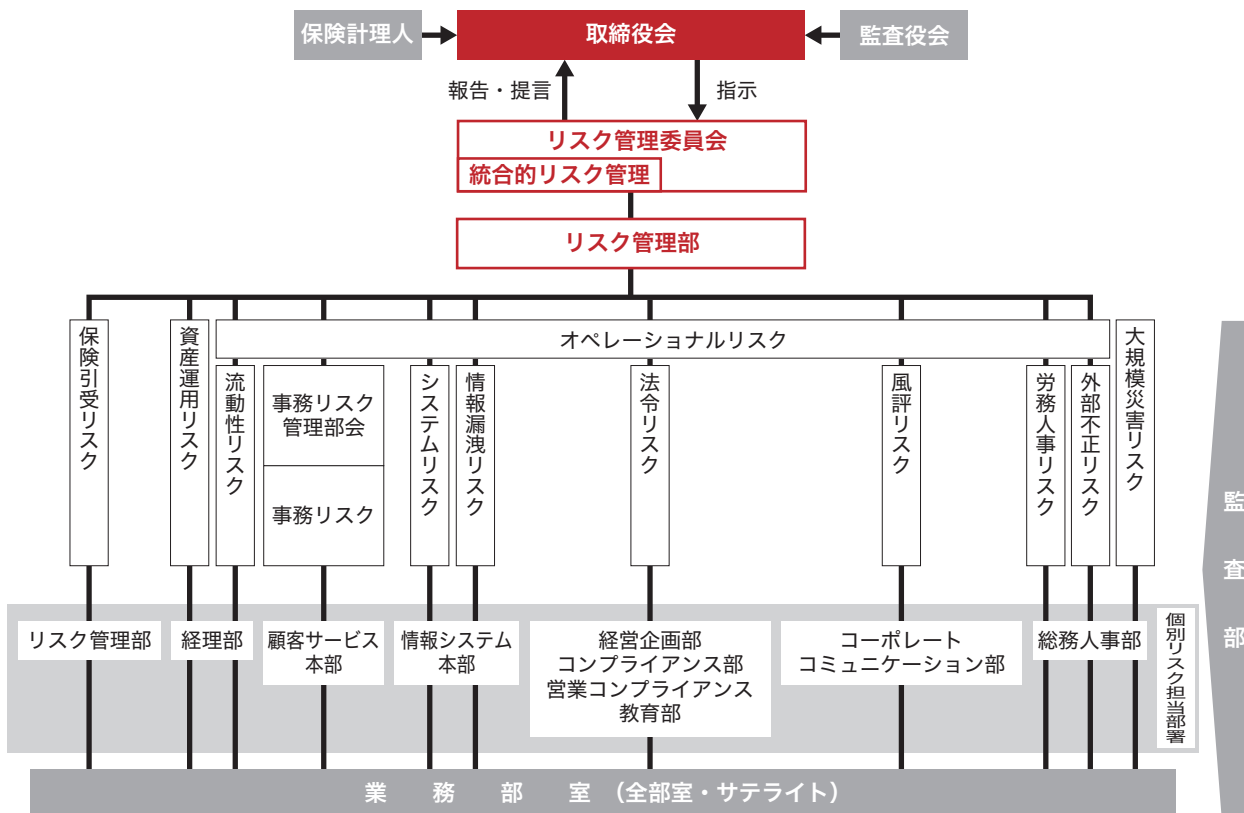 保険計理人
取締役会
監査役会
報告・提言
指示
リスク管理委員会
統合的リスク管理
リスク管理部
保険引受リスク
資産運用リスク
オペレーショナルリスク
流動性リスク
事務リスク
管理部会
事務リスク
システムリスク
情報漏洩リスク
法令リスク
風評リスク
労務人事リスク
外部不正リスク
大規模災害リスク
監査部
リスク管理部
経理部
顧客サービス
本部
情報システム
本部
経営企画部
コンプライアンス部
営業コンプライアンス
教育部
コーポレート
コミュニケーション部
総務人事部
個別リスク担当部署
業務部室（全部室・サテライト）